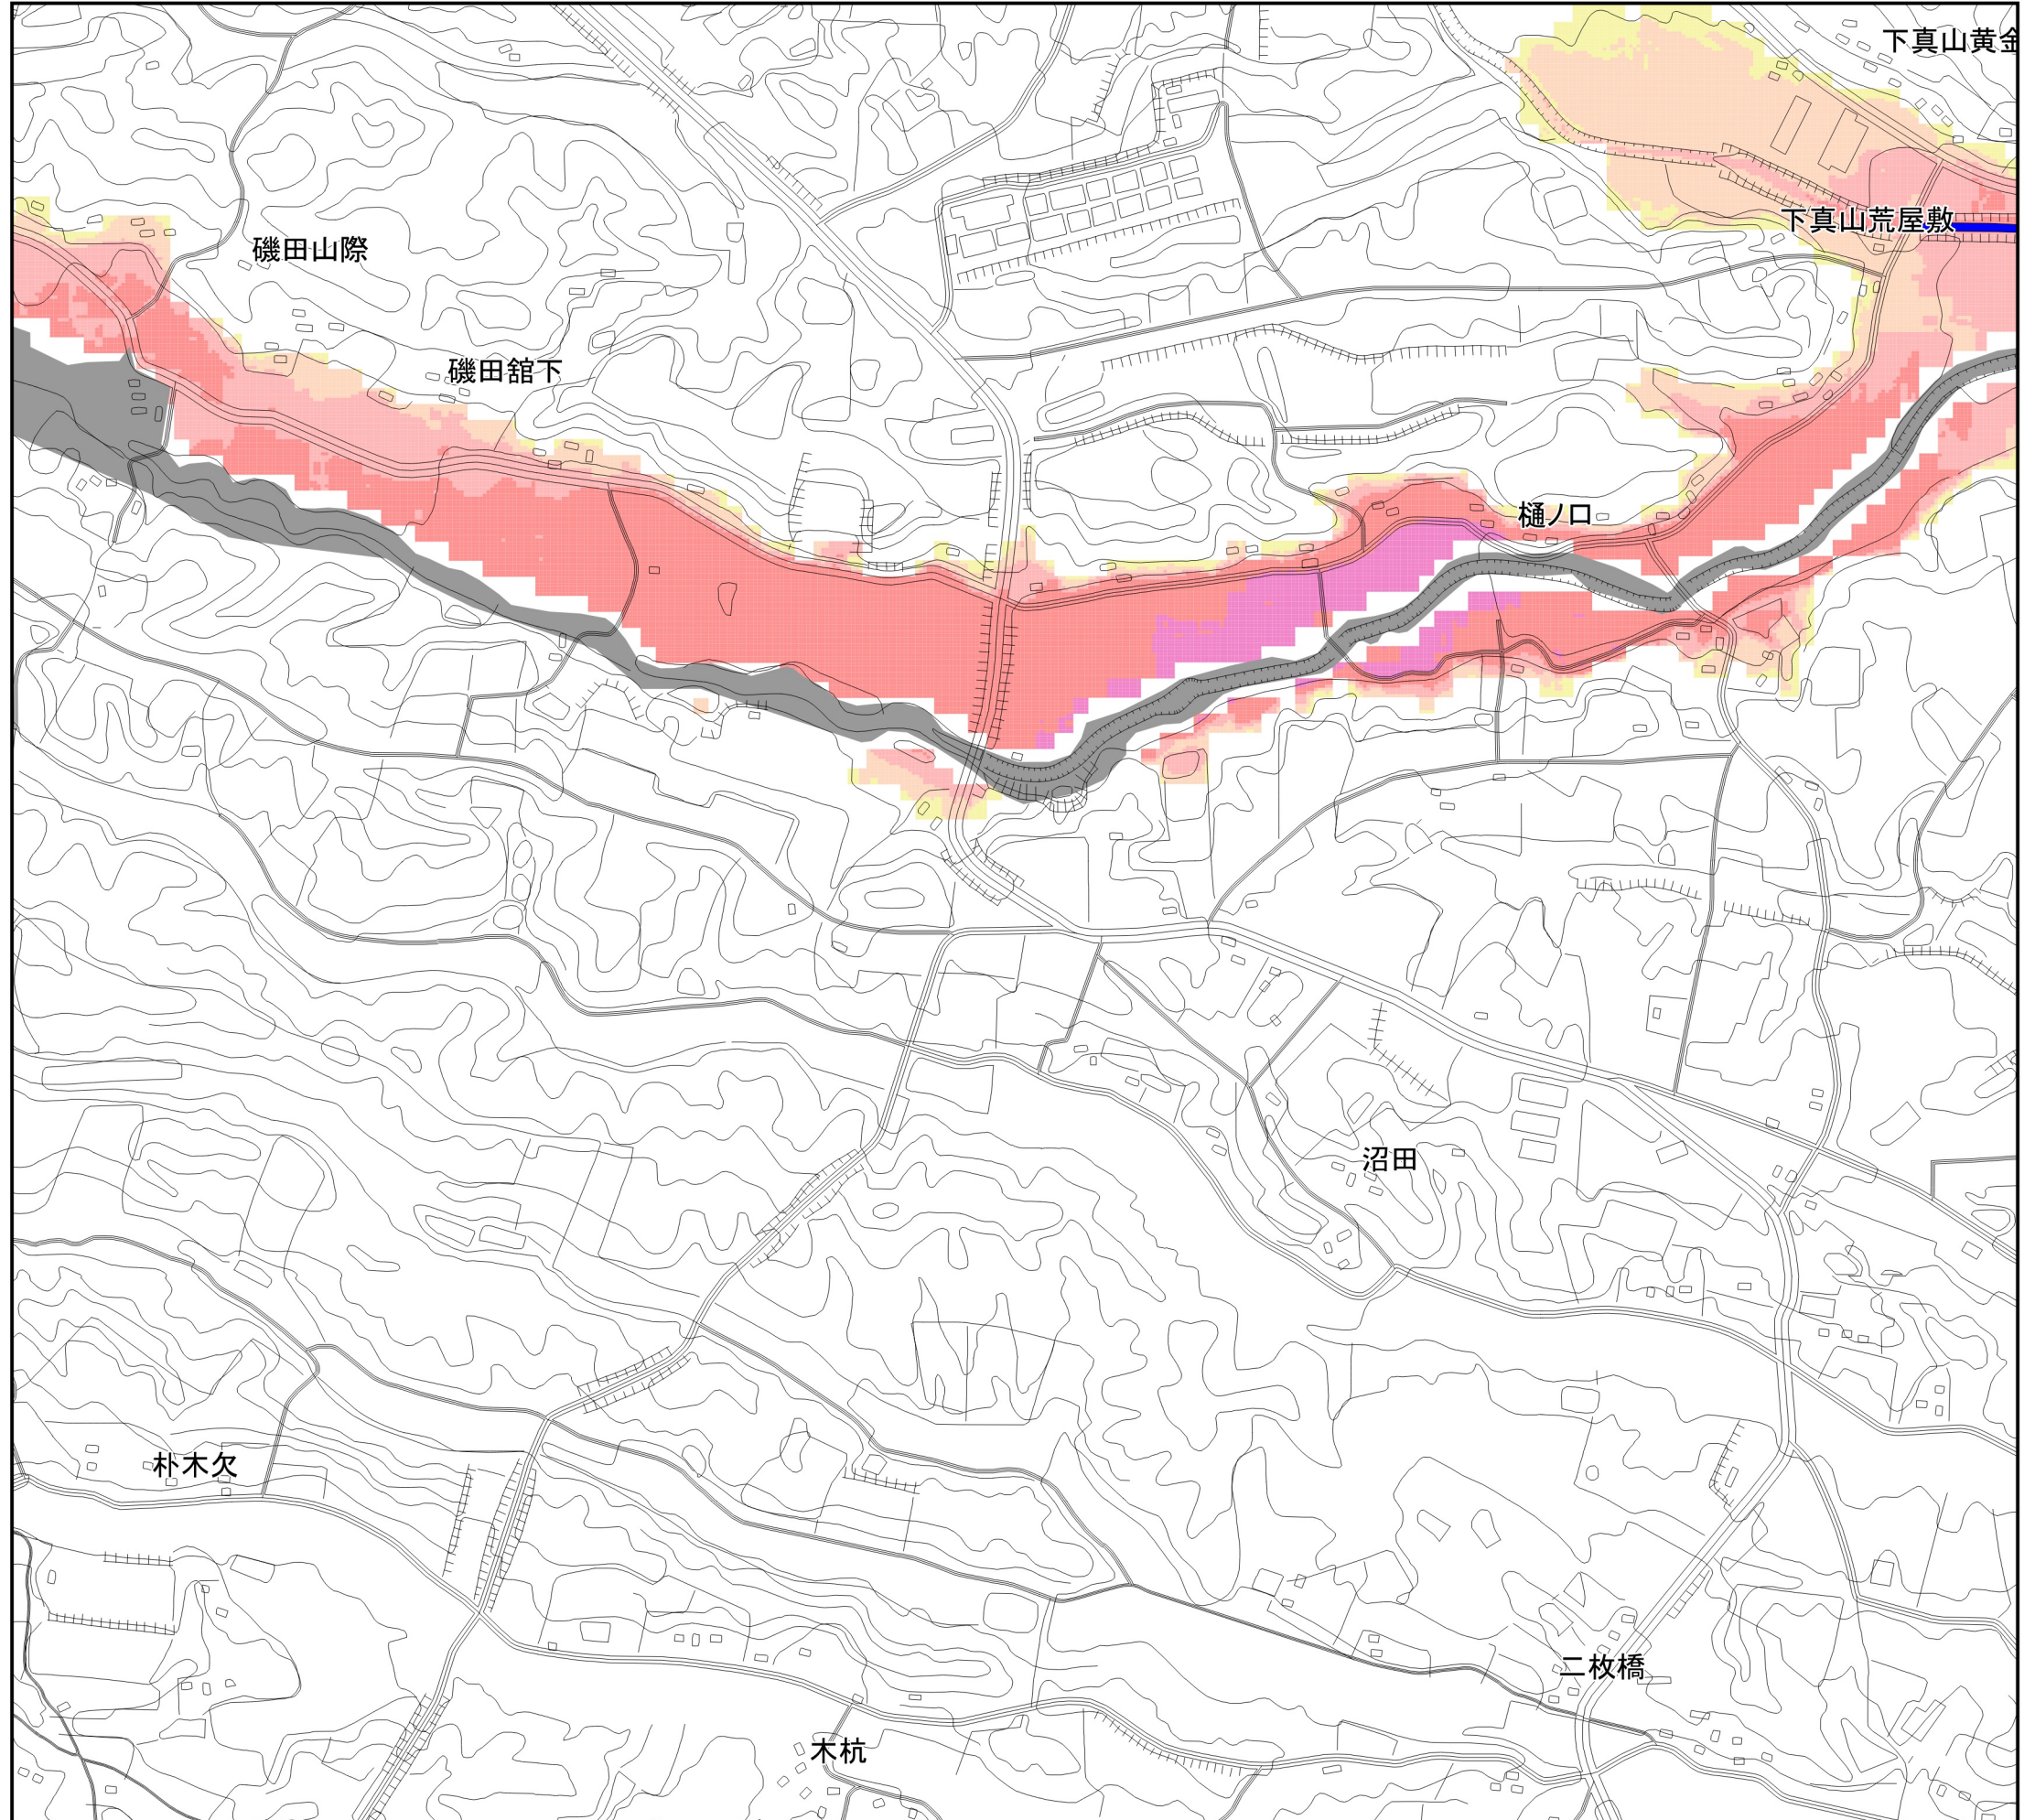 下真山黄金
下真山荒屋敷
磯田山際
磯田舘下
樋ノ口
沼田
朴木欠
二枚橋
木杭